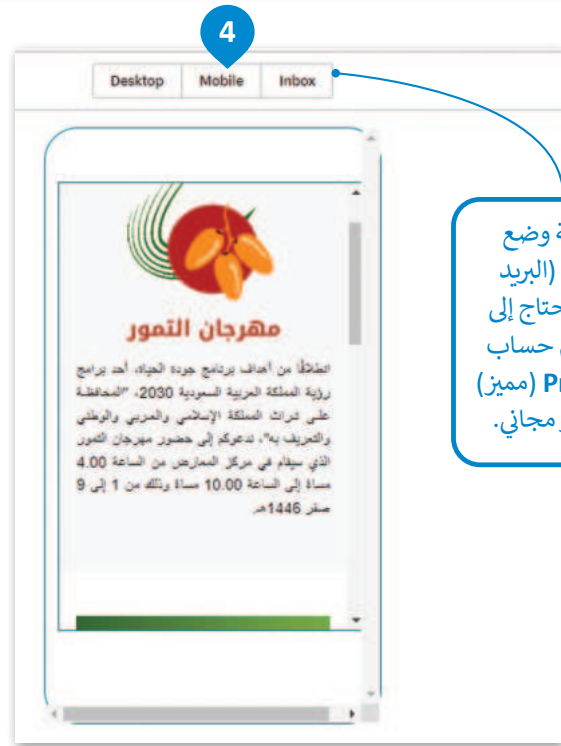 4
Desktop Mobile Inbox
مهرجان التمور
انطلاقًا من أهداف برنامج جودة الحياة، أحد برامج
رؤية المملكة العربية السعودية 2030، "المحافظة
على تراث المملكة الإسلامي والعربي والوطني
والتعريف به"، ندعوكم إلى حضور مهرجان التمور
الذي سيقام في مركز المعارض من الساعة 4.00
مساءً إلى الساعة 10.00 مساءً وذلك من 1 إلى 9
صفر 1446هـ.
وضع
(البريد
حساب
(مميز)
مجاني.